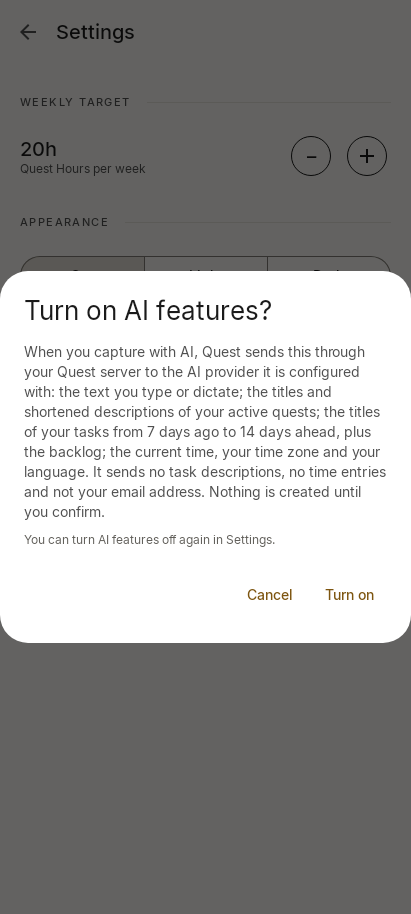 Settings
WEEKLY TARGET
20h
Quest Hours per week
APPEARANCE
Turn on AI features?
When you capture with AI, Quest sends this through
your Quest server to the AI provider it is configured
with: the text you type or dictate; the titles and
shortened descriptions of your active quests; the titles
of your tasks from 7 days ago to 14 days ahead, plus
the backlog; the current time, your time zone and your
language. It sends no task descriptions, no time entries
and not your email address. Nothing is created until
you confirm.
You can turn AI features off again in Settings.
Cancel Turn on